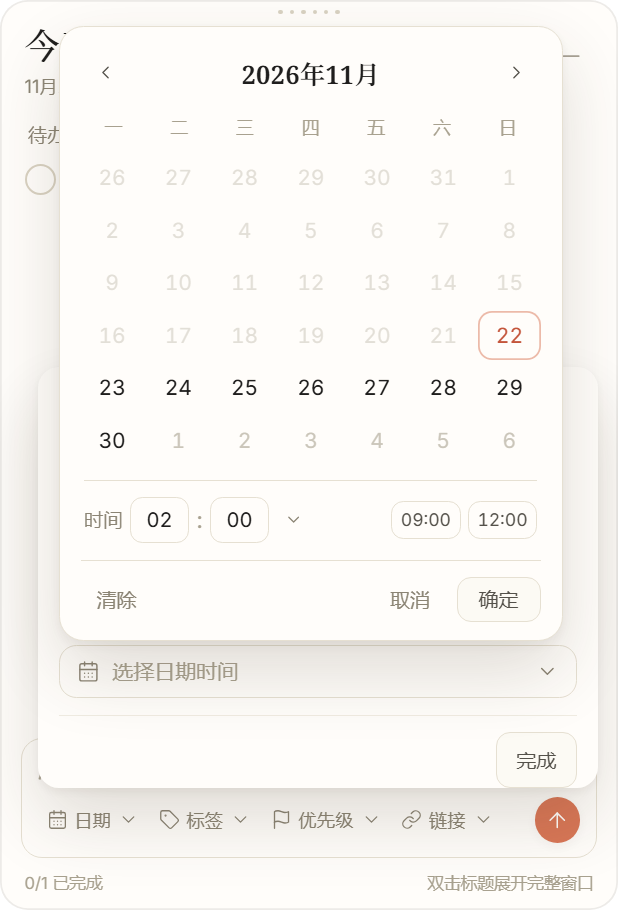 今
11月
待办
2026年11月
一 二 三 四 五 六 日
26 27 28 29 30 31 1
2 3 4 5 6 7 8
9 10 11 12 13 14 15
16 17 18 19 20 21 22
23 24 25 26 27 28 29
30 1 2 3 4 5 6
时间 02 : 00 09:00 12:00
清除 取消 确定
选择日期时间
完成
日期 标签 优先级 链接
0/1 已完成 双击标题展开完整窗口